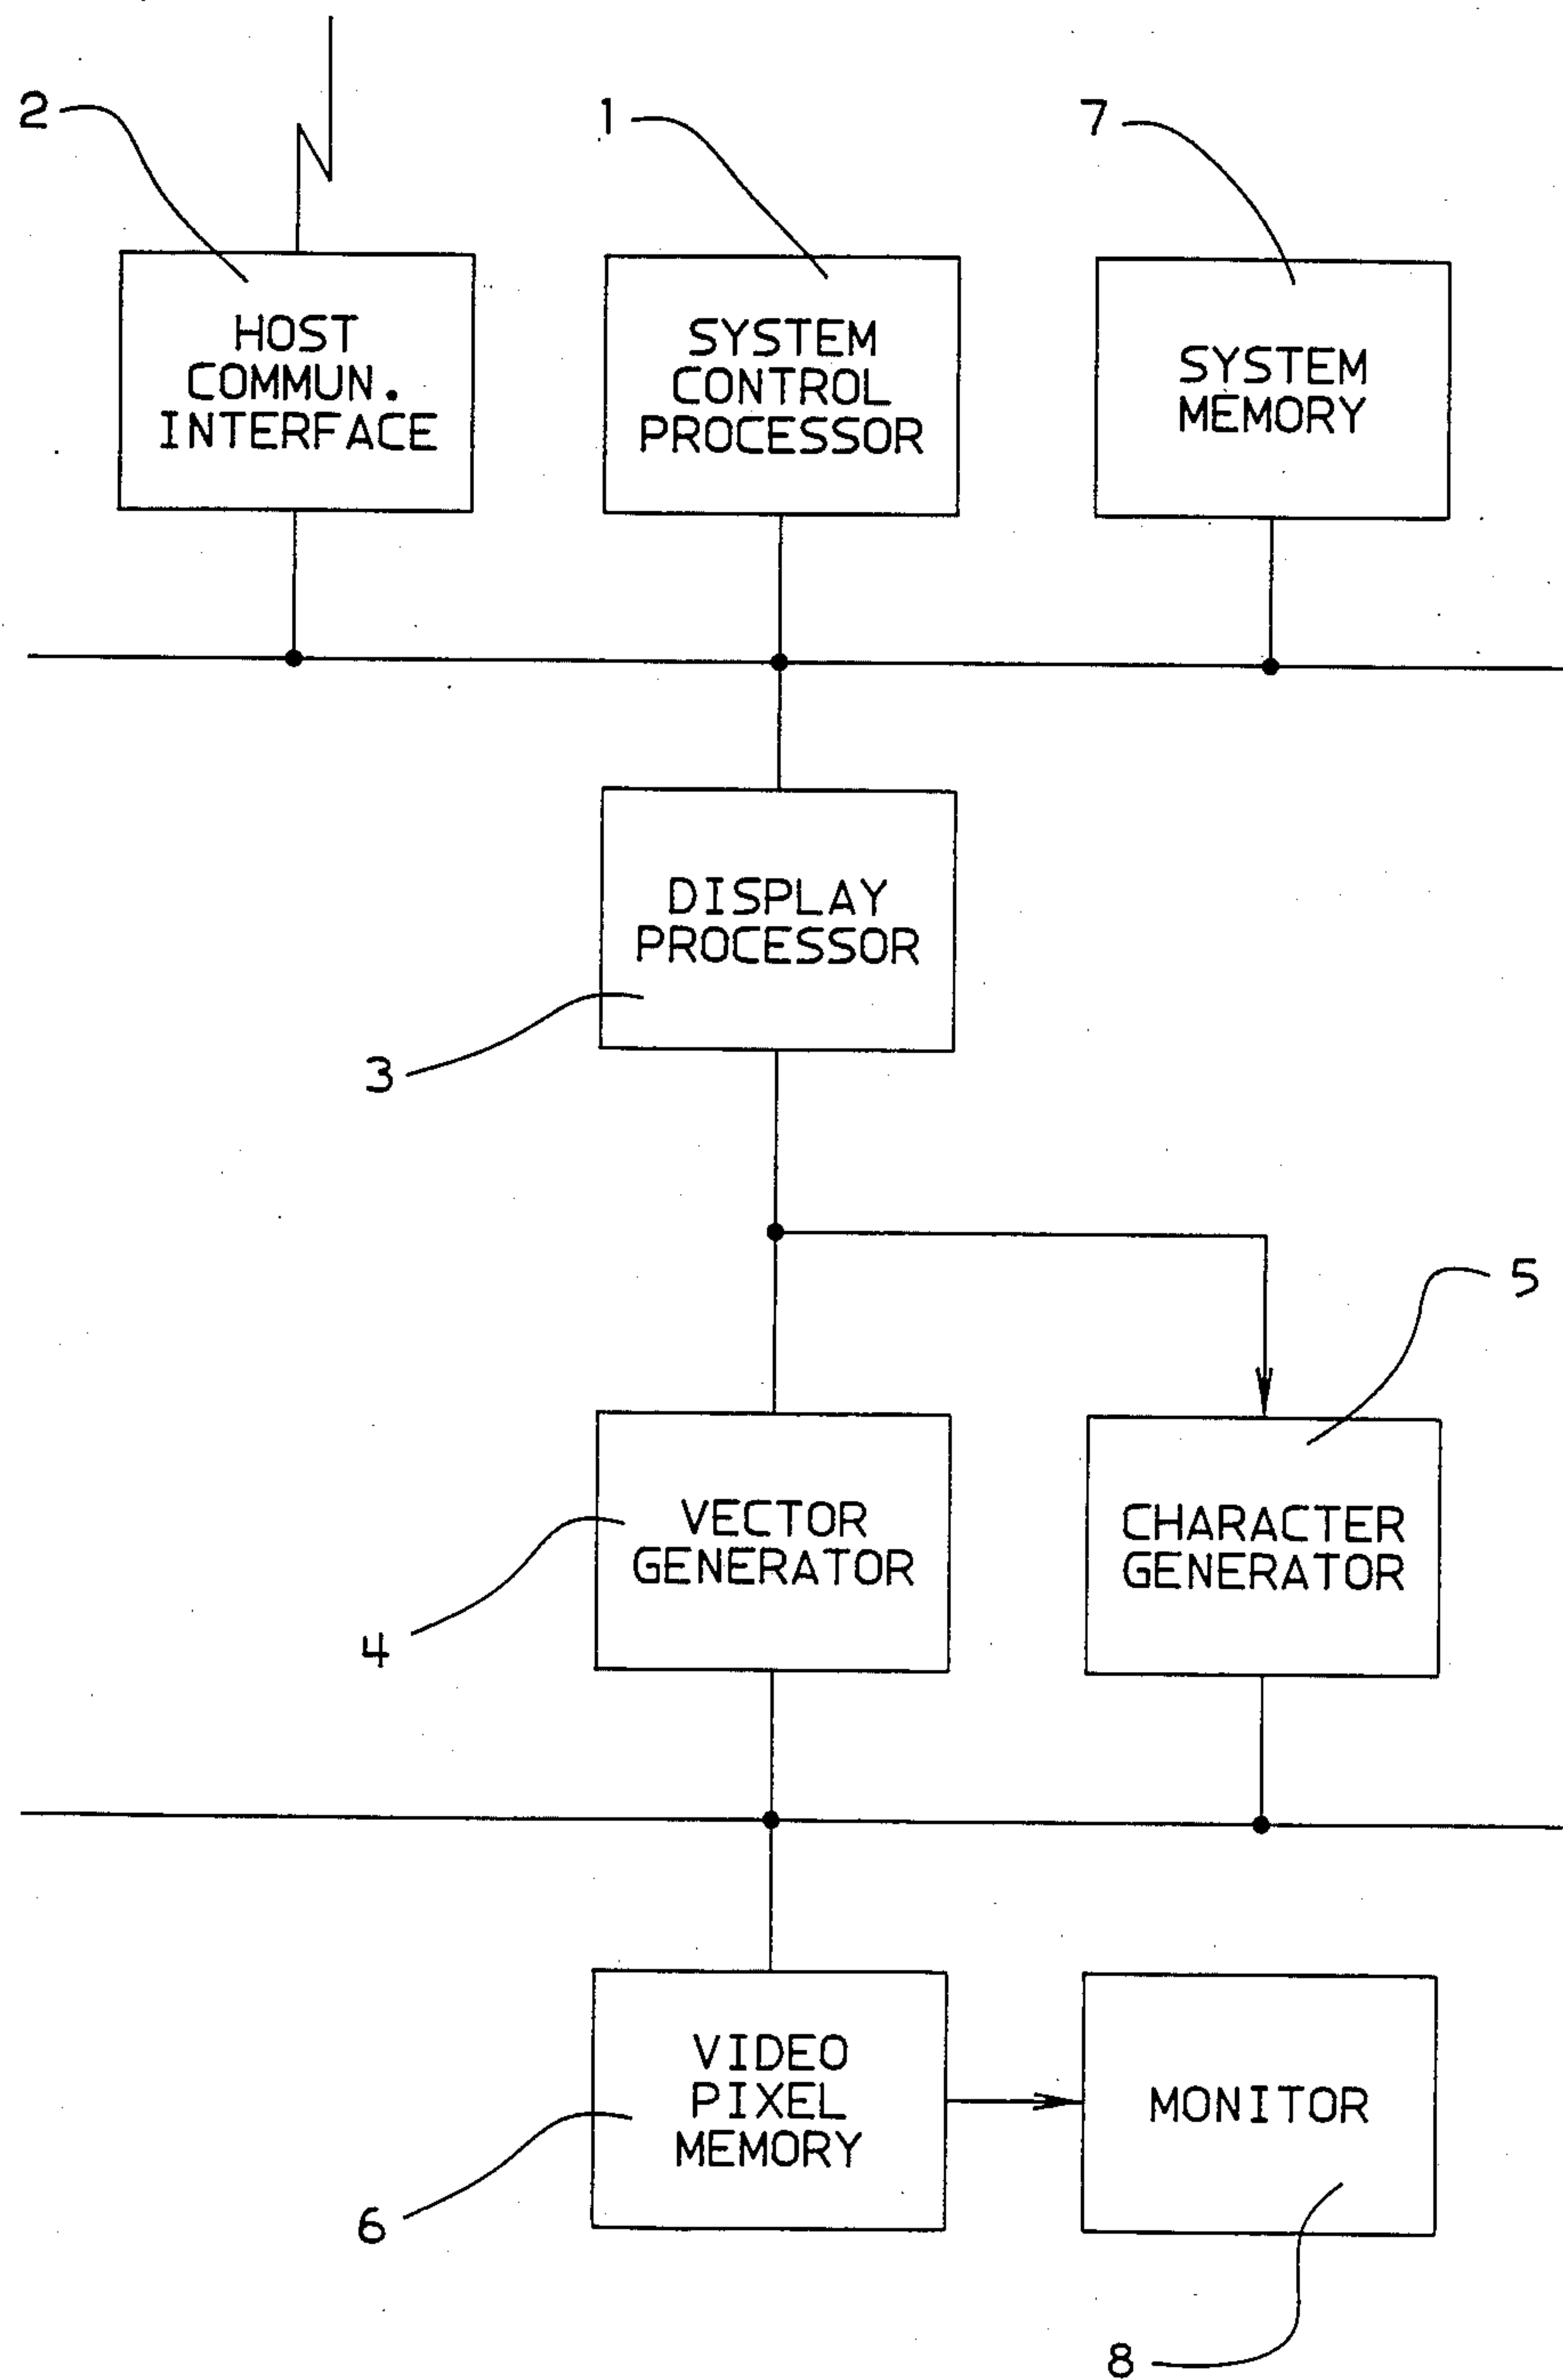 2
1
7
HOST
COMMUN.
INTERFACE
SYSTEM
CONTROL
PROCESSOR
SYSTEM
MEMORY
DISPLAY
PROCESSOR
3
5
VECTOR
GENERATOR
CHARACTER
GENERATOR
4
VIDEO
PIXEL
MEMORY
MONITOR
6
8